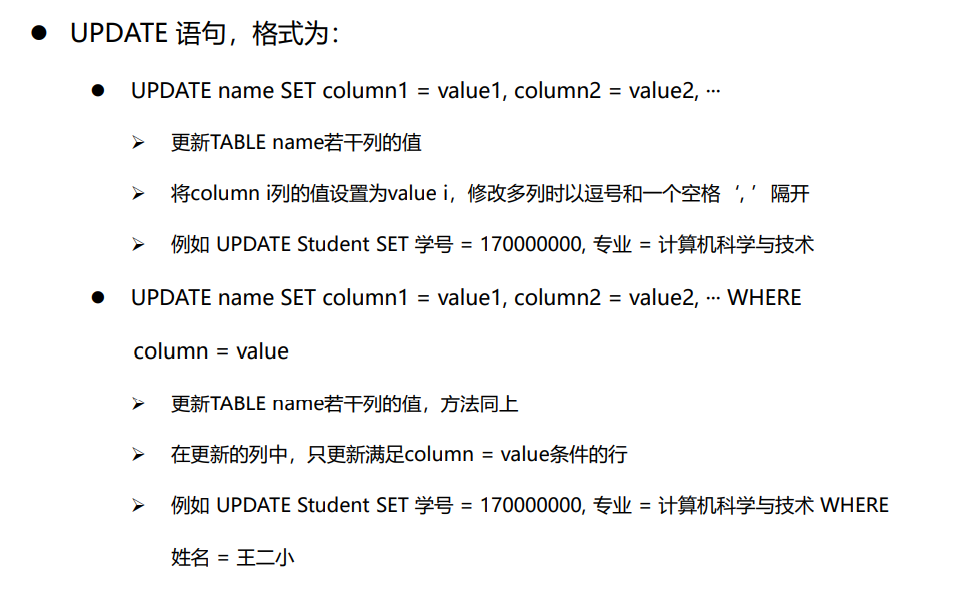 ● UPDATE 语句，格式为：
● UPDATE name SET column1 = value1, column2 = value2, ···
➢ 更新TABLE name若干列的值
➢ 将column i列的值设置为value i，修改多列时以逗号和一个空格‘, ’隔开
➢ 例如 UPDATE Student SET 学号 = 170000000, 专业 = 计算机科学与技术
● UPDATE name SET column1 = value1, column2 = value2, ··· WHERE
column = value
➢ 更新TABLE name若干列的值，方法同上
➢ 在更新的列中，只更新满足column = value条件的行
➢ 例如 UPDATE Student SET 学号 = 170000000, 专业 = 计算机科学与技术 WHERE
姓名 = 王二小